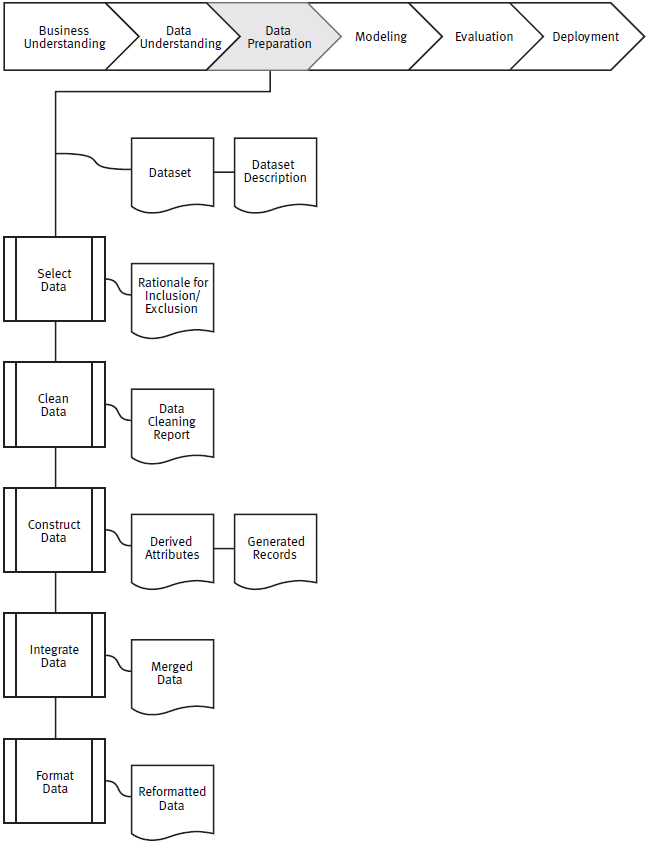 Business
Understanding
Data
Understanding
Data
Preparation
Modeling
Evaluation
Deployment
Dataset
Dataset
Description
Select
Data
Rationale for
Inclusion/
Exclusion
Clean
Data
Data
Cleaning
Report
Construct
Data
Derived
Attributes
Generated
Records
Integrate
Data
Merged
Data
Format
Data
Reformatted
Data